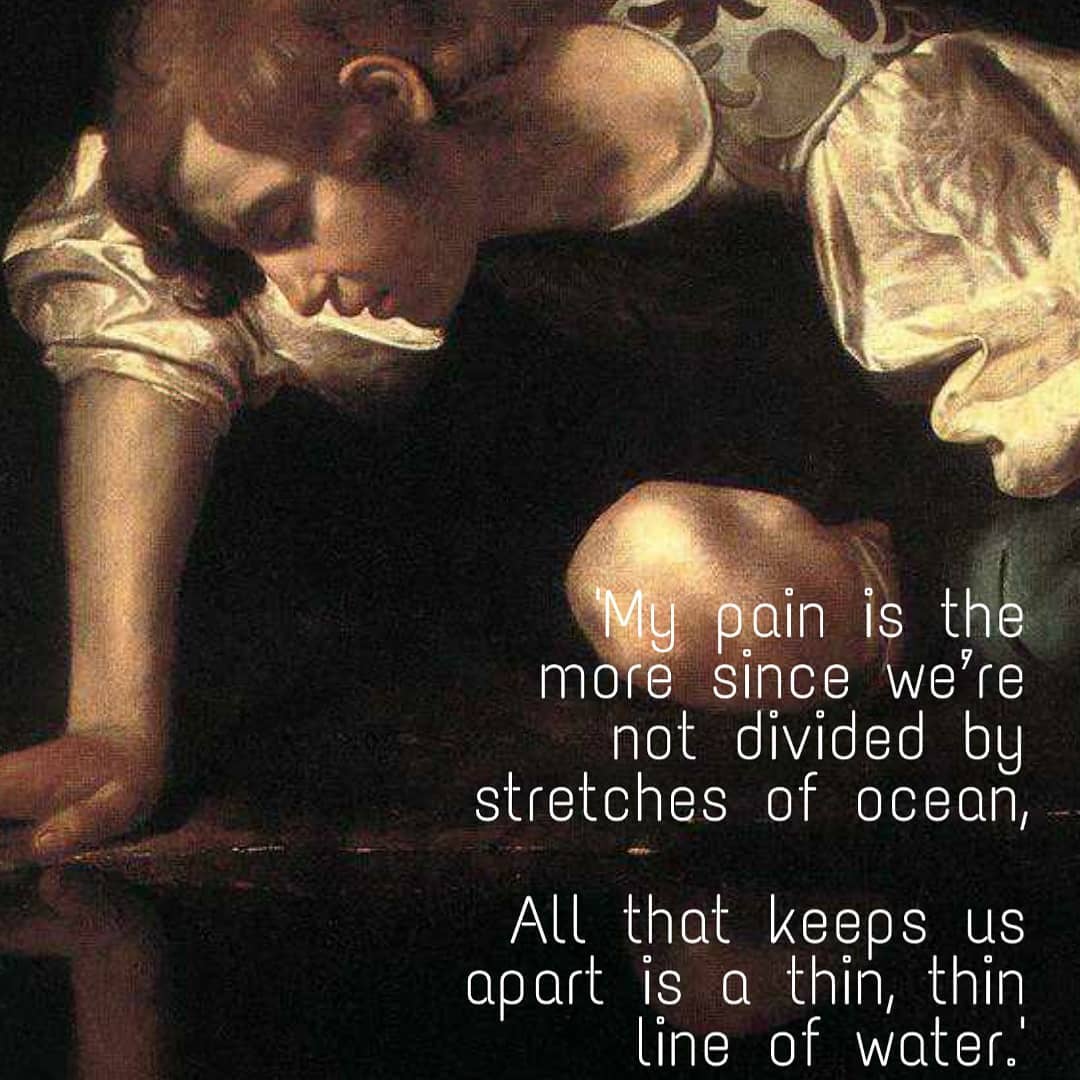 'My pain is the
more since we’re
not divided by
stretches of ocean,
All that keeps us
apart is a thin, thin
line of water.'